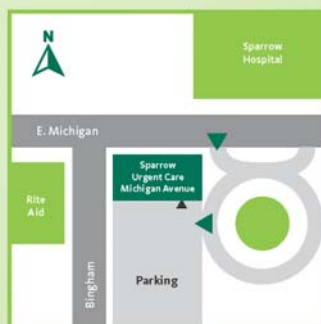 N
Sparrow
Hospital
E. Michigan
Sparrow
Urgent Care
Michigan Avenue
Rite
Aid
Bingham
Parking